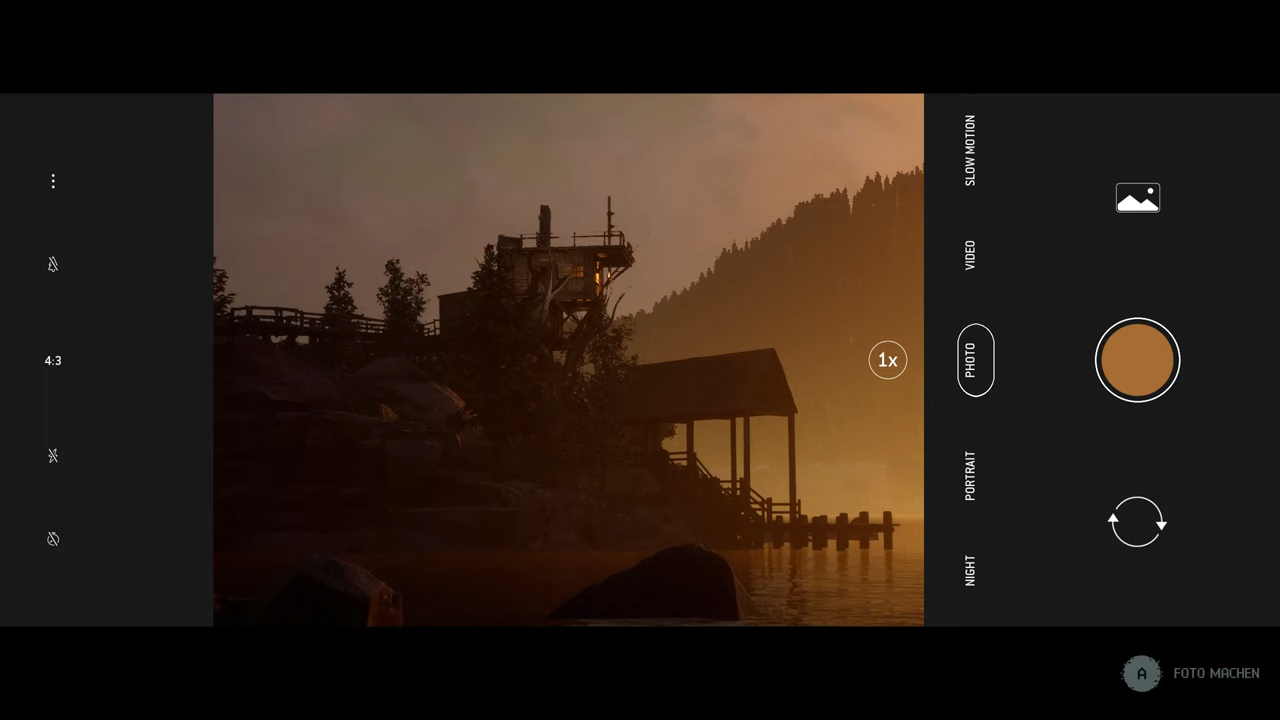 4:3
1x
SLOW MOTION
VIDEO
PHOTO
PORTRAIT
NIGHT
A FOTO MACHEN